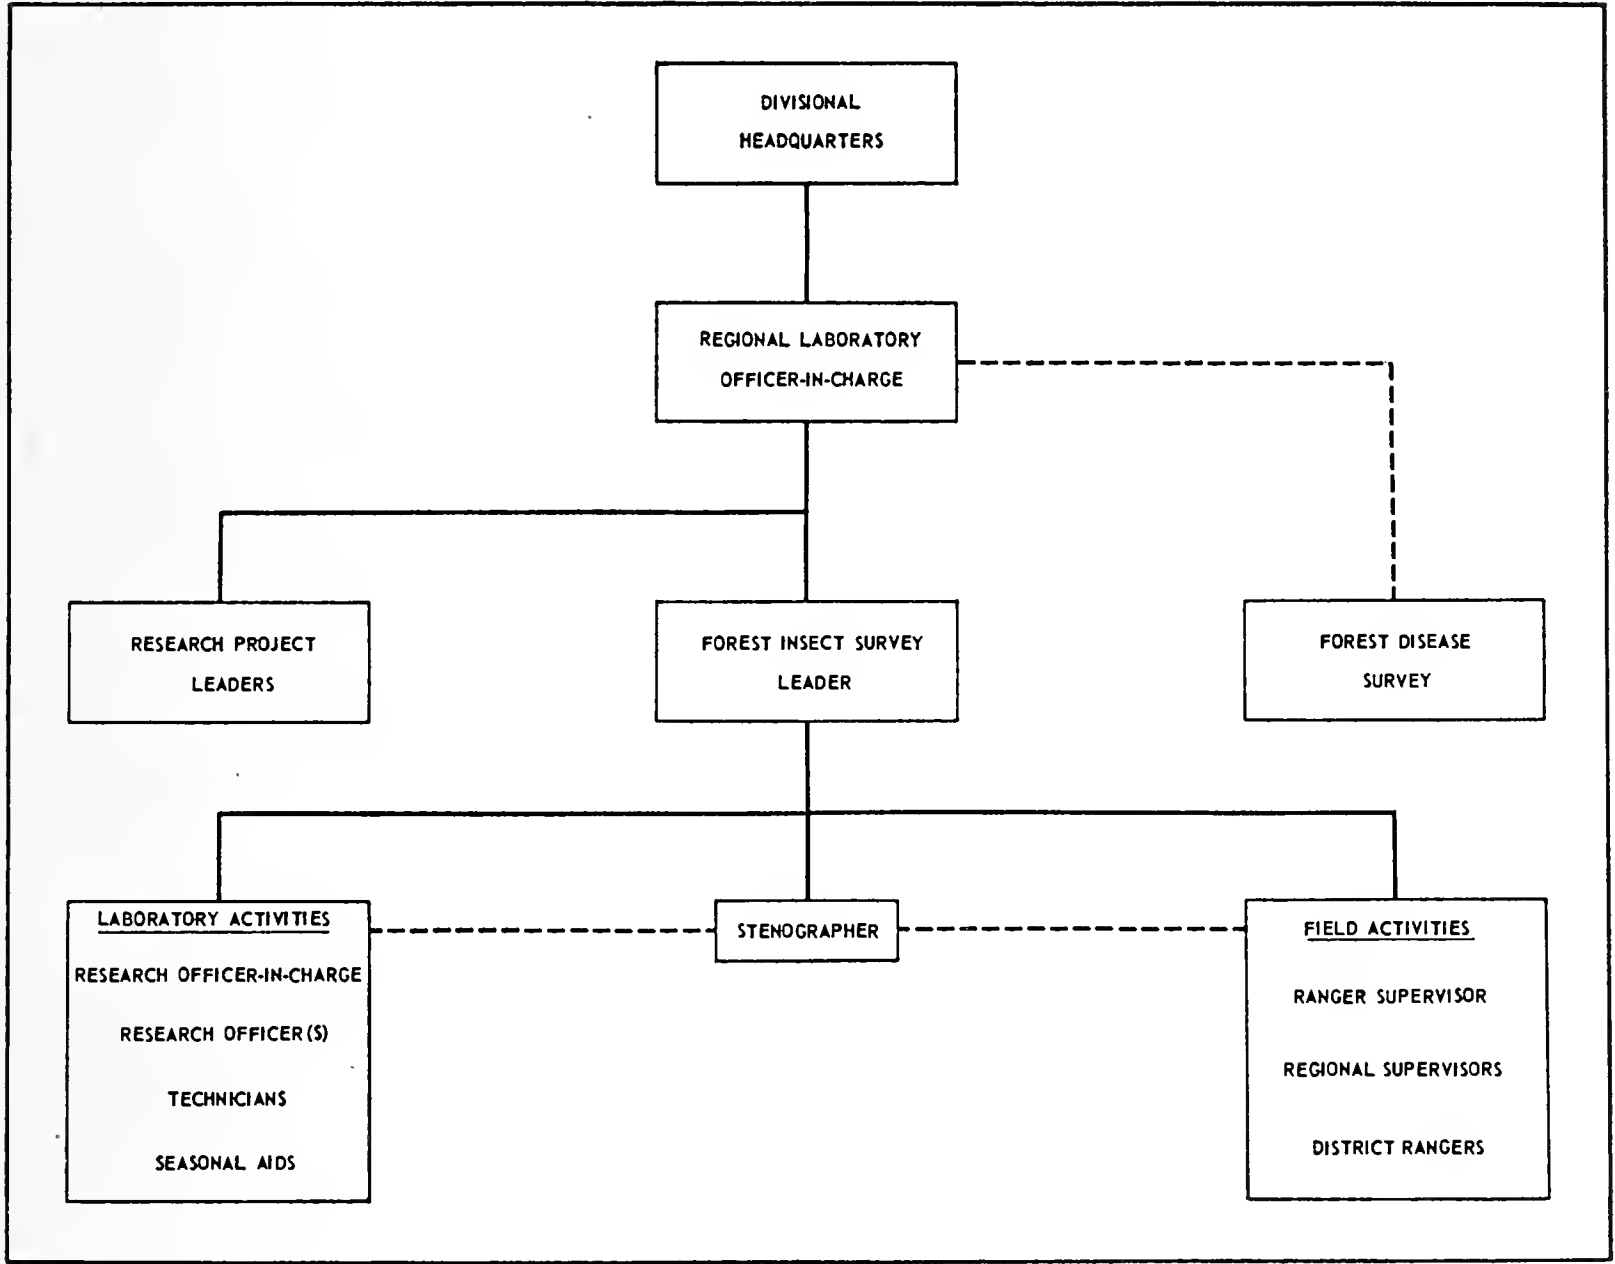 DIVISIONAL
HEADQUARTERS
REGIONAL LABORATORY
OFFICER-IN-CHARGE
RESEARCH PROJECT
LEADERS
FOREST INSECT SURVEY
LEADER
FOREST DISEASE
SURVEY
LABORATORY ACTIVITIES
RESEARCH OFFICER-IN-CHARGE
RESEARCH OFFICER(S)
TECHNICIANS
SEASONAL AIDS
STENOGRAPHER
FIELD ACTIVITIES
RANGER SUPERVISOR
REGIONAL SUPERVISORS
DISTRICT RANGERS